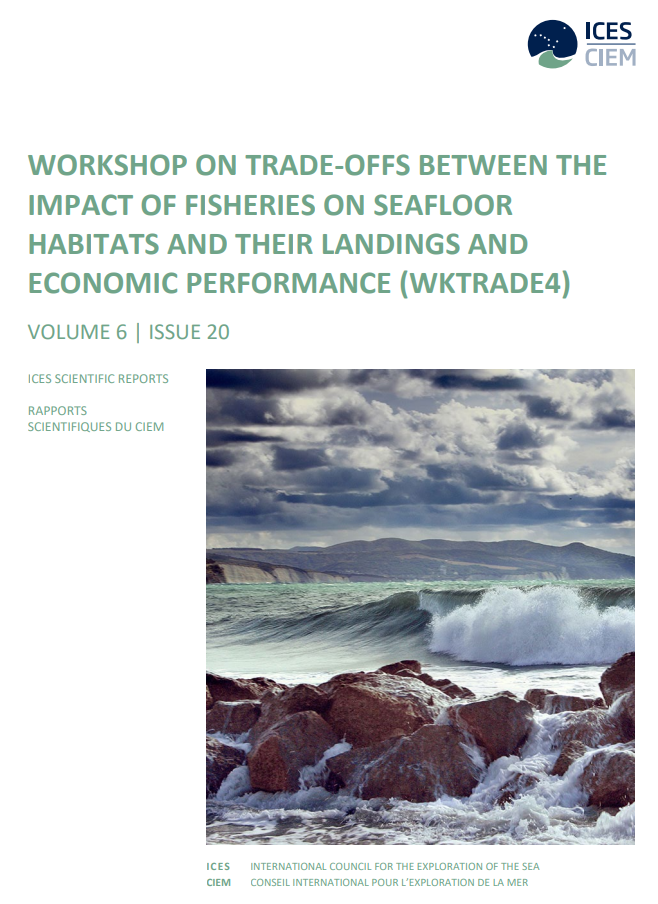 ICES
CIEM
WORKSHOP ON TRADE-OFFS BETWEEN THE
IMPACT OF FISHERIES ON SEAFLOOR
HABITATS AND THEIR LANDINGS AND
ECONOMIC PERFORMANCE (WKTRADE4)
VOLUME 6 | ISSUE 20
ICES SCIENTIFIC REPORTS
RAPPORTS
SCIENTIFIQUES DU CIEM
ICES INTERNATIONAL COUNCIL FOR THE EXPLORATION OF THE SEA
CIEM CONSEIL INTERNATIONAL POUR L'EXPLORATION DE LA MER